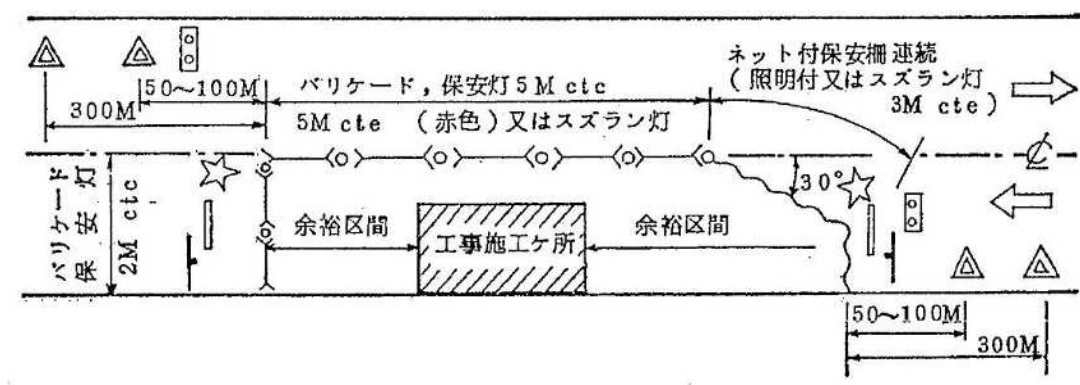 ネット付保安柵連続
(照明付又はスズラン灯
3M cte)
50~100M
バリケード,保安灯5M ctc
300M
5M cte (赤色)又はスズラン灯
バリケード
保安灯
2M ctc
30°
余裕区間
工事施工ケ所
余裕区間
50~100M
300M